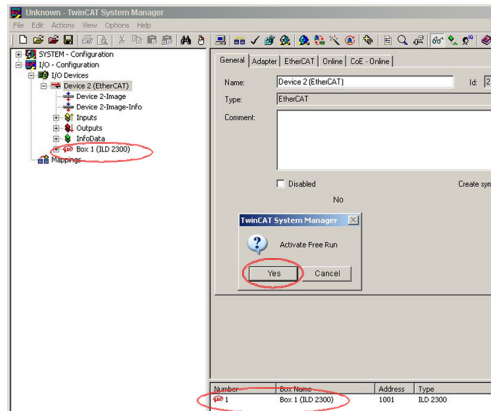 Unknown - TwinCAT System Manager
File Edit Actions View Options Help
SYSTEM - Configuration
I/O - Configuration
I/O Devices
Device 2 (EtherCAT)
Device 2-Image
Device 2-Image-Info
Inputs
Outputs
InfoData
Box 1 (ILD 2300)
Mappings
General Adapter EtherCAT Online CoE - Online
Name: Device 2 (EtherCAT) Id: 2
Type: EtherCAT
Comment:
Disabled Create sym
No
TwinCAT System Manager
Activate Free Run
Yes Cancel
Number Box Name Address Type
1 Box 1 (ILD 2300) 1001 ILD 2300